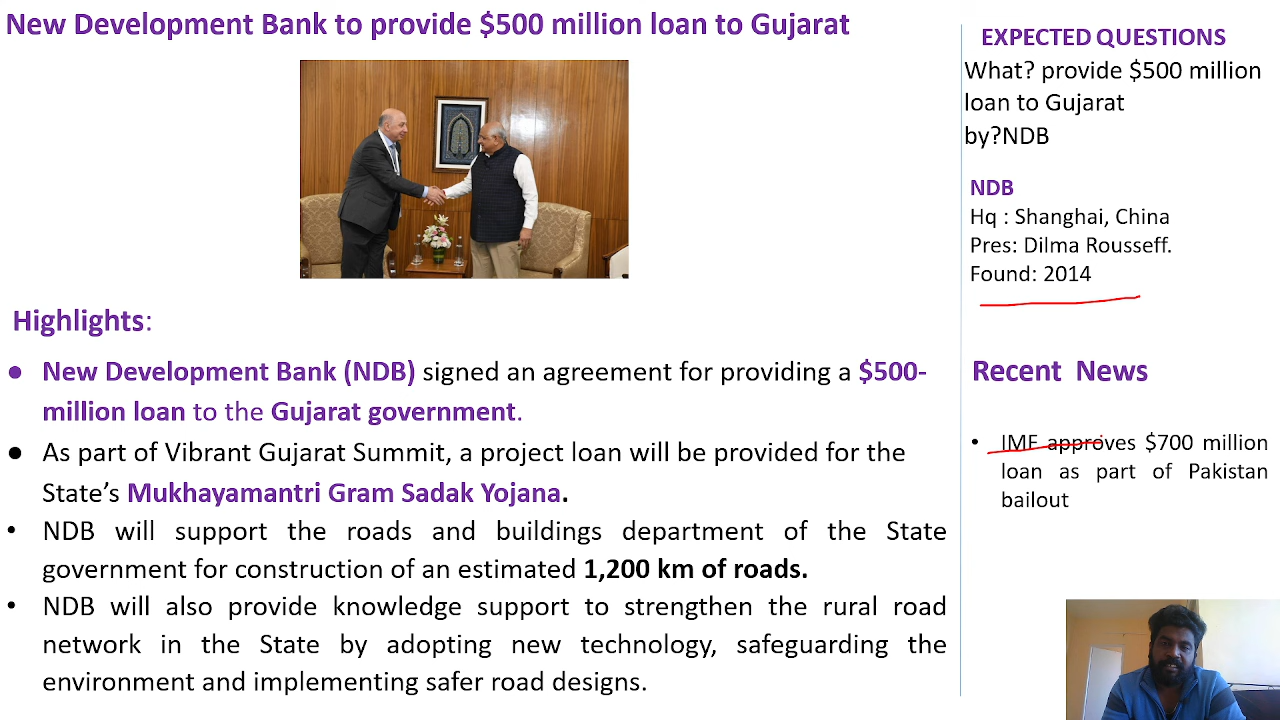 New Development Bank to provide $500 million loan to Gujarat
Highlights:
● New Development Bank (NDB) signed an agreement for providing a $500-
million loan to the Gujarat government.
● As part of Vibrant Gujarat Summit, a project loan will be provided for the
State's Mukhayamantri Gram Sadak Yojana.
• NDB will support the roads and buildings department of the State
government for construction of an estimated 1,200 km of roads.
• NDB will also provide knowledge support to strengthen the rural road
network in the State by adopting new technology, safeguarding the
environment and implementing safer road designs.
EXPECTED QUESTIONS
What? provide $500 million
loan to Gujarat
by?NDB
NDB
Hq : Shanghai, China
Pres: Dilma Rousseff.
Found: 2014
Recent News
• IMF approves $700 million
loan as part of Pakistan
bailout